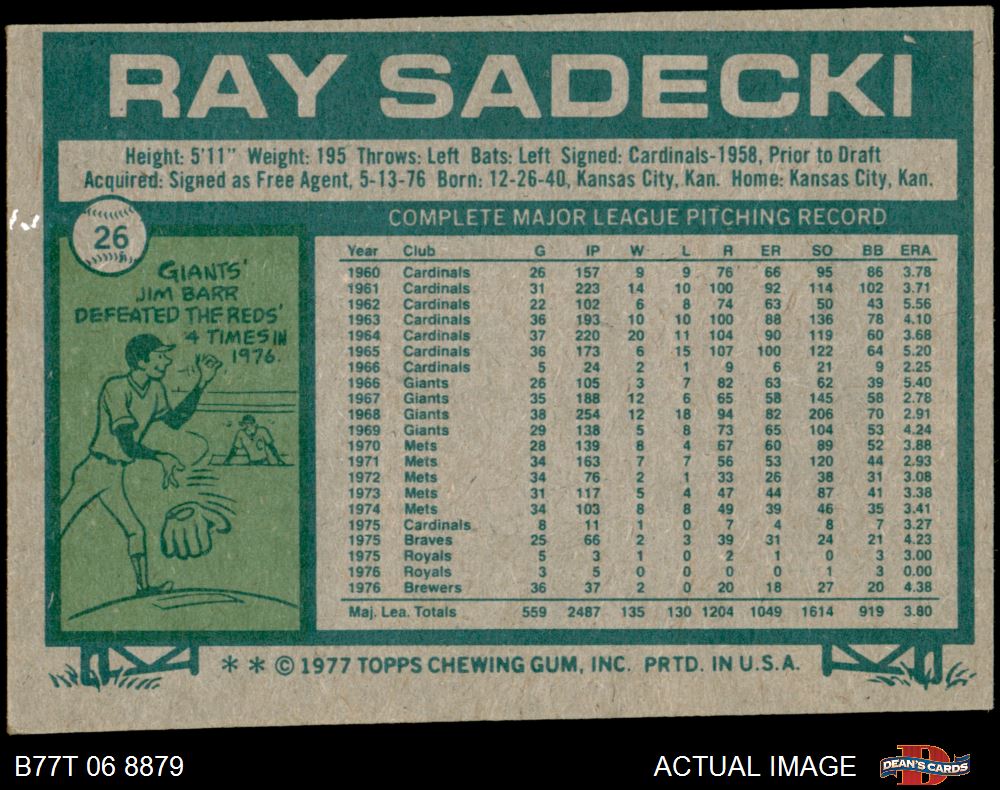 RAY SADECKI
Height: 5'11" Weight: 195 Throws: Left Bats: Left Signed: Cardinals-1958, Prior to Draft
Acquired: Signed as Free Agent, 5-13-76 Born: 12-26-40, Kansas City, Kan. Home: Kansas City, Kan.
26
GIANTS'
JIM BARR
DEFEATED THE REDS'
4 TIMES IN
1976.
COMPLETE MAJOR LEAGUE PITCHING RECORD
Year Club G IP W L R ER SO BB ERA
1960 Cardinals 26 157 9 9 76 66 95 86 3.78
1961 Cardinals 31 223 14 10 100 92 114 102 3.71
1962 Cardinals 22 102 6 8 74 63 50 43 5.56
1963 Cardinals 36 193 10 10 100 88 136 78 4.10
1964 Cardinals 37 220 20 11 104 90 119 60 3.68
1965 Cardinals 36 173 6 15 107 100 122 64 5.20
1966 Cardinals 5 24 2 1 9 6 21 9 2.25
1966 Giants 26 105 3 7 82 63 62 39 5.40
1967 Giants 35 188 12 6 65 58 145 58 2.78
1968 Giants 38 254 12 18 94 82 206 70 2.91
1969 Giants 29 138 5 8 73 65 104 53 4.24
1970 Mets 28 139 8 4 67 60 89 52 3.88
1971 Mets 34 163 7 7 56 53 120 44 2.93
1972 Mets 34 76 2 1 33 26 38 31 3.08
1973 Mets 31 117 5 4 47 44 87 41 3.38
1974 Mets 34 103 8 8 49 39 46 35 3.41
1975 Cardinals 8 11 1 0 7 4 8 7 3.27
1975 Braves 25 66 2 3 39 31 24 21 4.23
1975 Royals 5 3 1 0 2 1 0 3 3.00
1976 Royals 3 5 0 0 0 0 1 3 0.00
1976 Brewers 36 37 2 0 20 18 27 20 4.38
Maj. Lea. Totals 559 2487 135 130 1204 1049 1614 919 3.80
* * © 1977 TOPPS CHEWING GUM, INC. PRTD. IN U.S.A.
B77T 06 8879 ACTUAL IMAGE D DEAN'S CARDS